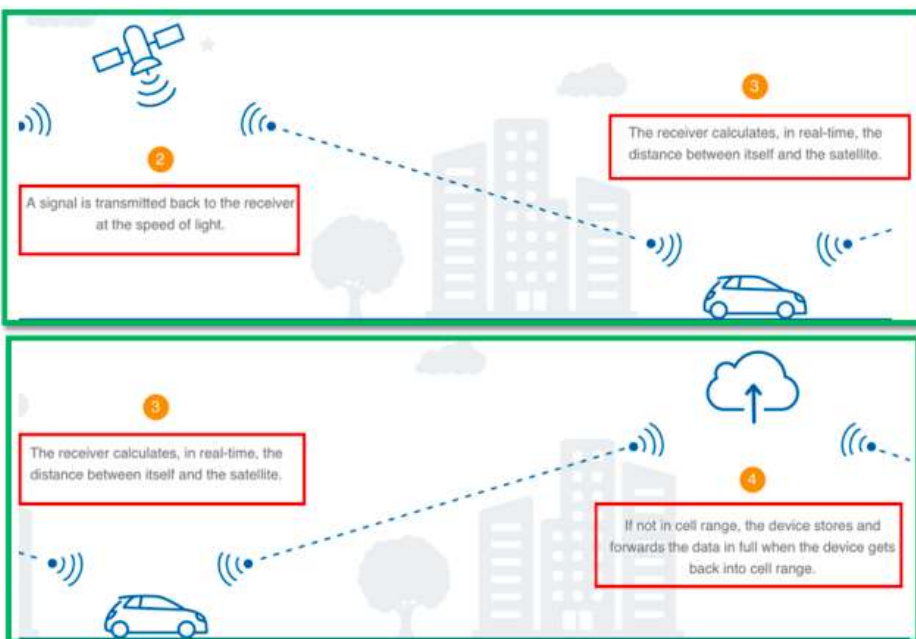 3
The receiver calculates, in real-time, the
distance between itself and the satellite.
2
A signal is transmitted back to the receiver
at the speed of light.
3
The receiver calculates, in real-time, the
distance between itself and the satellite.
4
If not in cell range, the device stores and
forwards the data in full when the device gets
back into cell range.